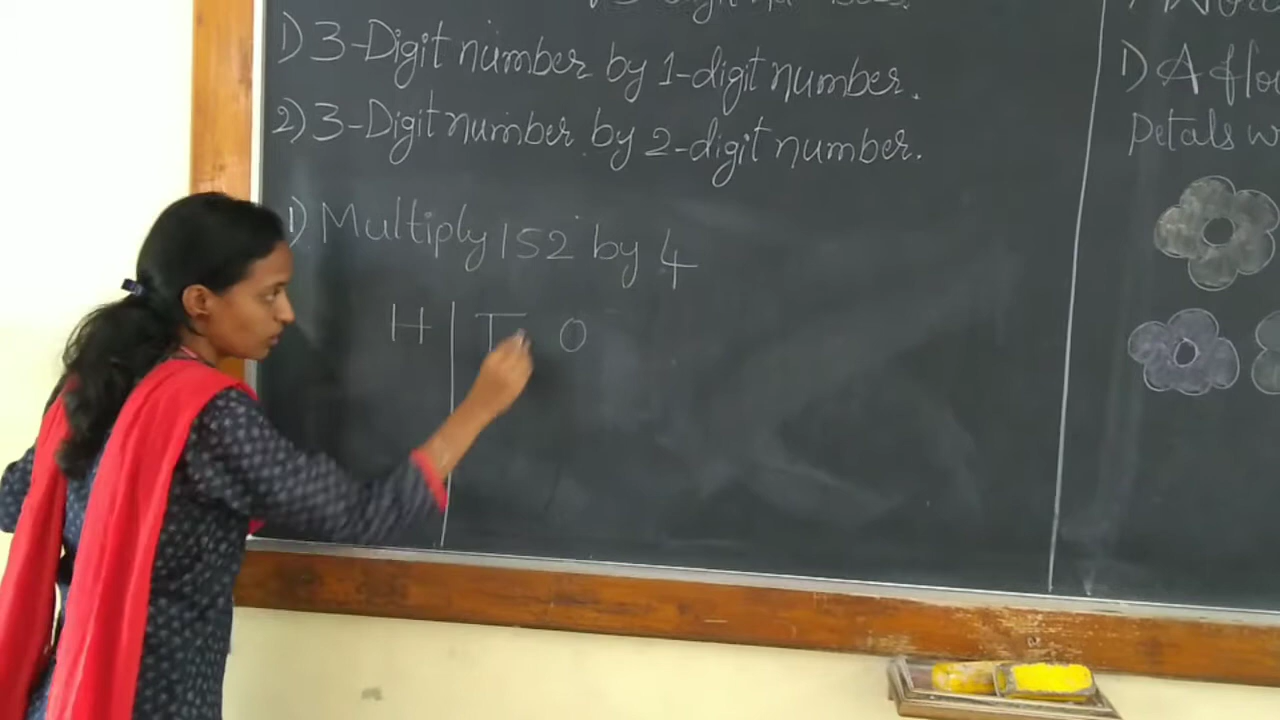 1) 3-Digit number by 1-digit number.
2) 3-Digit number by 2-digit number.
1) Multiply 152 by 4
H T O
1) A
Petals